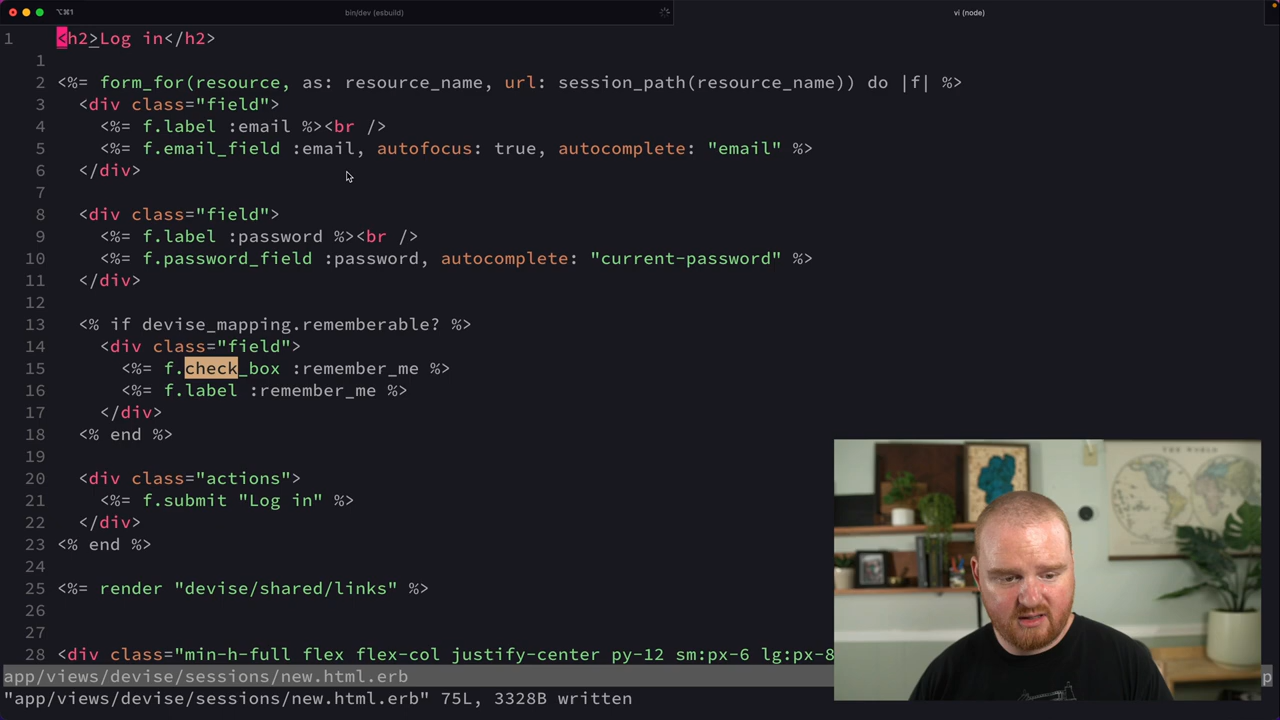 ⌥⌘1
bin/dev (esbuild)
vi (node)
1 <h2>Log in</h2>
1
2 <%= form_for(resource, as: resource_name, url: session_path(resource_name)) do |f| %>
3 <div class="field">
4 <%= f.label :email %><br />
5 <%= f.email_field :email, autofocus: true, autocomplete: "email" %>
6 </div>
7
8 <div class="field">
9 <%= f.label :password %><br />
10 <%= f.password_field :password, autocomplete: "current-password" %>
11 </div>
12
13 <% if devise_mapping.rememberable? %>
14 <div class="field">
15 <%= f.check_box :remember_me %>
16 <%= f.label :remember_me %>
17 </div>
18 <% end %>
19
20 <div class="actions">
21 <%= f.submit "Log in" %>
22 </div>
23 <% end %>
24
25 <%= render "devise/shared/links" %>
26
27
28 <div class="min-h-full flex flex-col justify-center py-12 sm:px-6 lg:px-8
app/views/devise/sessions/new.html.erb
p
"app/views/devise/sessions/new.html.erb" 75L, 3328B written
THE WORLD